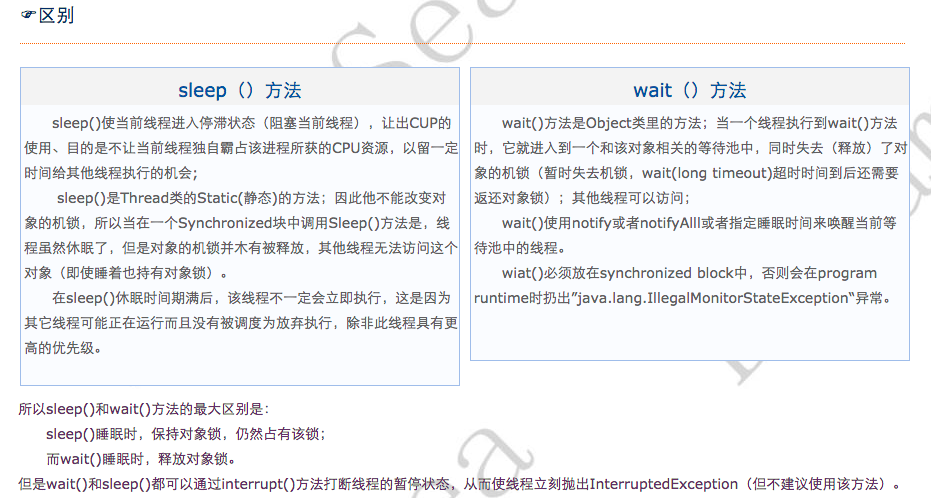 ☞区别
sleep（）方法
sleep()使当前线程进入停滞状态（阻塞当前线程），让出CUP的
使用、目的是不让当前线程独自霸占该进程所获的CPU资源，以留一定
时间给其他线程执行的机会；
sleep()是Thread类的Static(静态)的方法；因此他不能改变对
象的机锁，所以当在一个Synchronized块中调用Sleep()方法是，线
程虽然休眠了，但是对象的机锁并木有被释放，其他线程无法访问这个
对象（即使睡着也持有对象锁）。
在sleep()休眠时间期满后，该线程不一定会立即执行，这是因为
其它线程可能正在运行而且没有被调度为放弃执行，除非此线程具有更
高的优先级。
wait（）方法
wait()方法是Object类里的方法；当一个线程执行到wait()方法
时，它就进入到一个和该对象相关的等待池中，同时失去（释放）了对
象的机锁（暂时失去机锁，wait(long timeout)超时时间到后还需要
返还对象锁）；其他线程可以访问；
wait()使用notify或者notifyAlll或者指定睡眠时间来唤醒当前等
待池中的线程。
wiat()必须放在synchronized block中，否则会在program
runtime时扔出"java.lang.IllegalMonitorStateException"异常。
所以sleep()和wait()方法的最大区别是：
sleep()睡眠时，保持对象锁，仍然占有该锁；
而wait()睡眠时，释放对象锁。
但是wait()和sleep()都可以通过interrupt()方法打断线程的暂停状态，从而使线程立刻抛出InterruptedException（但不建议使用该方法）。